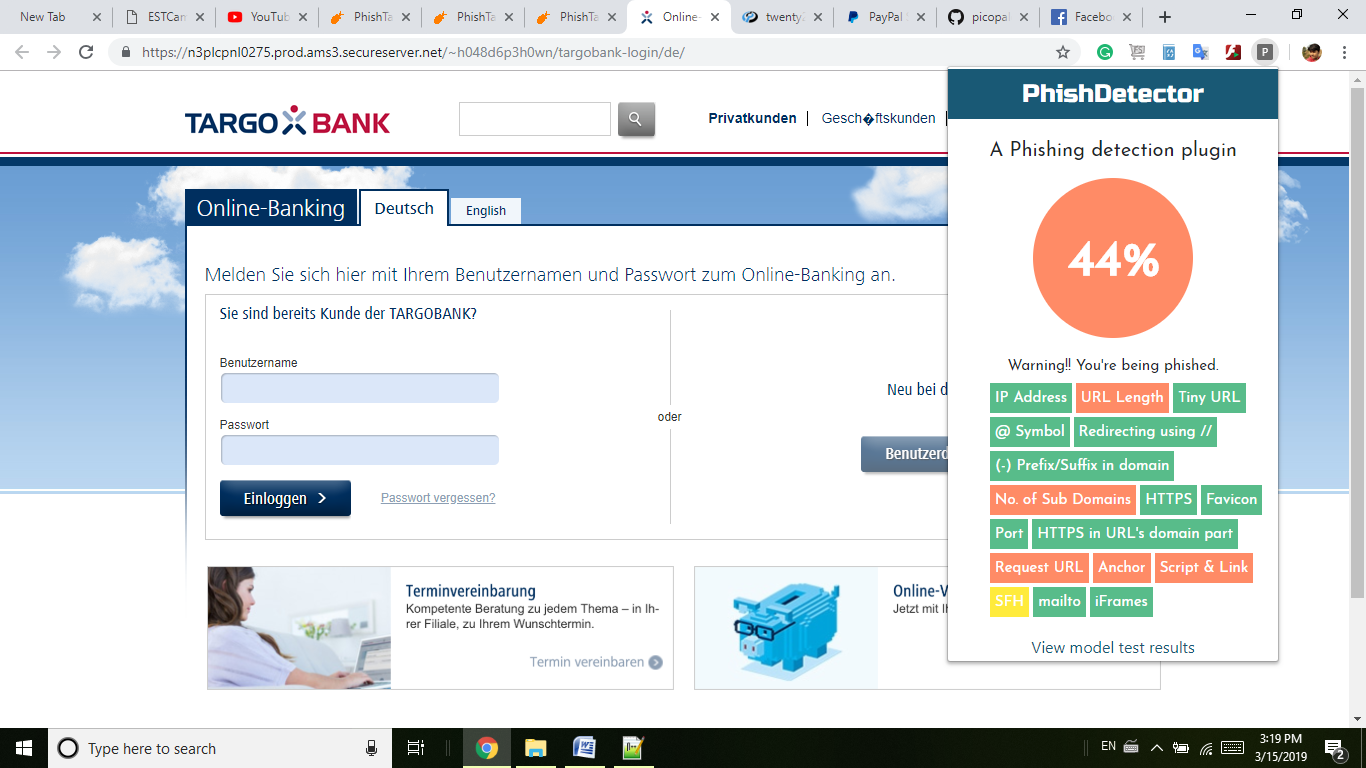 New Tab
ESTCam
YouTub
PhishTa
PhishTa
PhishTa
Online-
twenty
PayPal
picopal
Facebo
https://n3plcpnl0275.prod.ams3.secureserver.net/~h048d6p3h0wn/targobank-login/de/
P
TARGO BANK
Privatkunden
Gesch�ftskunden
Online-Banking
Deutsch
English
Melden Sie sich hier mit Ihrem Benutzernamen und Passwort zum Online-Banking an.
Sie sind bereits Kunde der TARGOBANK?
Benutzername
Passwort
Einloggen
Passwort vergessen?
oder
Neu bei d
Benutzerd
Terminvereinbarung
Kompetente Beratung zu jedem Thema – in Ih-
rer Filiale, zu Ihrem Wunschtermin.
Termin vereinbaren
Online-V
Jetzt mit I
PhishDetector
A Phishing detection plugin
44%
Warning!! You're being phished.
IP Address URL Length Tiny URL
@ Symbol Redirecting using //
(-) Prefix/Suffix in domain
No. of Sub Domains HTTPS Favicon
Port HTTPS in URL's domain part
Request URL Anchor Script & Link
SFH mailto iFrames
View model test results
Type here to search
EN
3:19 PM
3/15/2019
2